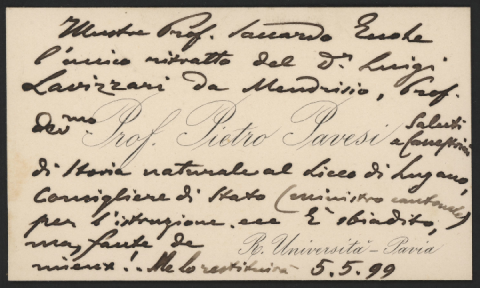 Illustre Prof. Saccardo Eccole
l'unico ritratto del Dr. Luigi
Lavizzari da Mendrisio, Prof.
dev.mo Prof. Pietro Pavesi Saluti
a Canestrini
di Storia naturale al Liceo di Lugano,
Consigliere di Stato (ministro cantonale)
per l'istruzione ecc È sbiadito,
ma, faute de
R. Università - Pavia
mieux!. Me lo restituirà 5.5.99